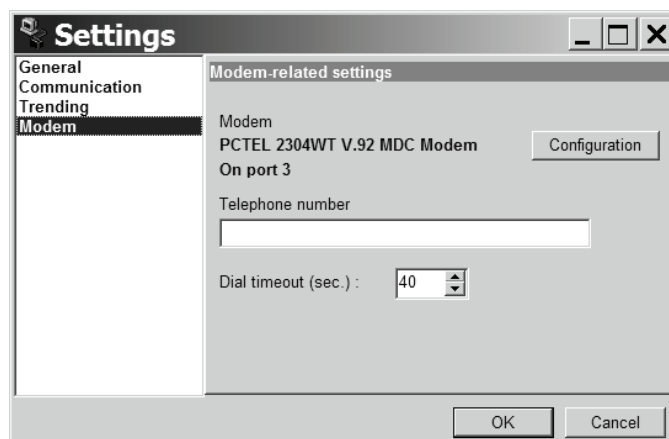 Settings
General
Communication
Trending
Modem
Modem-related settings
Modem
PCTEL 2304WT V.92 MDC Modem
On port 3
Configuration
Telephone number
Dial timeout (sec.) :
40
OK
Cancel